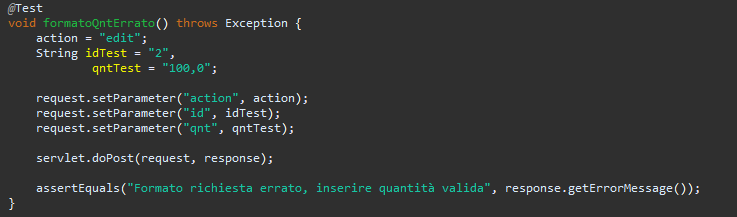 @Test
void formatoQntErrato() throws Exception {
action = "edit";
String idTest = "2",
qntTest = "100,0";
request.setParameter("action", action);
request.setParameter("id", idTest);
request.setParameter("qnt", qntTest);
servlet.doPost(request, response);
assertEquals("Formato richiesta errato, inserire quantità valida", response.getErrorMessage());
}